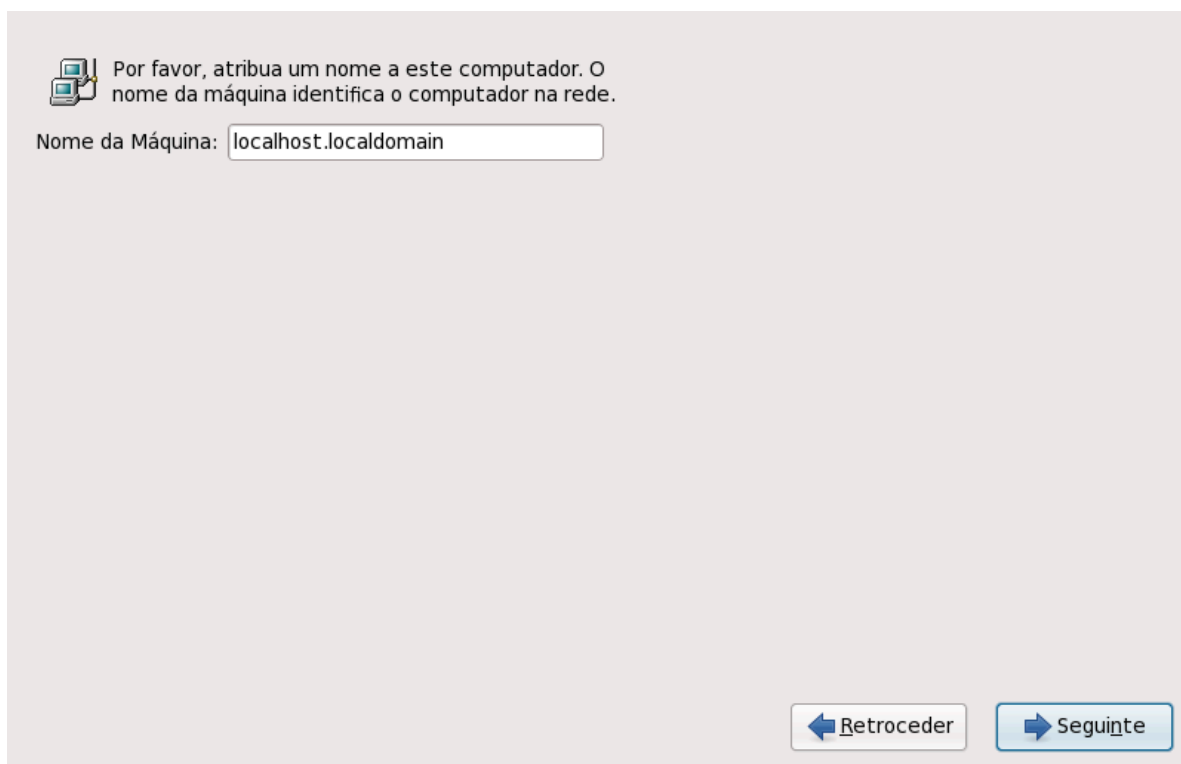 Por favor, atribua um nome a este computador. O
nome da máquina identifica o computador na rede.
Nome da Máquina: localhost.localdomain
Retroceder
Seguinte